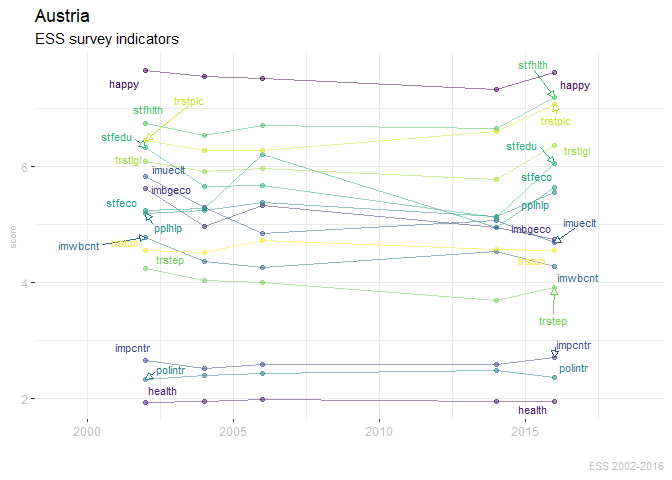 Austria
ESS survey indicators
stfhlth
happy
happy
trstplc
stfhlth
trstplc
stfedu
stfedu
trstlgl
trstlgl
6
imueclt
stfeco
imbgeco
stfeco
pplhlp
imueclt
pplhlp
imbgeco
score
trstun
imwbcnt
trstep
trstun
imwbcnt
4
trstep
impcntr
impcntr
polintr
polintr
health
2
health
2000
2005
2010
2015
ESS 2002-2016